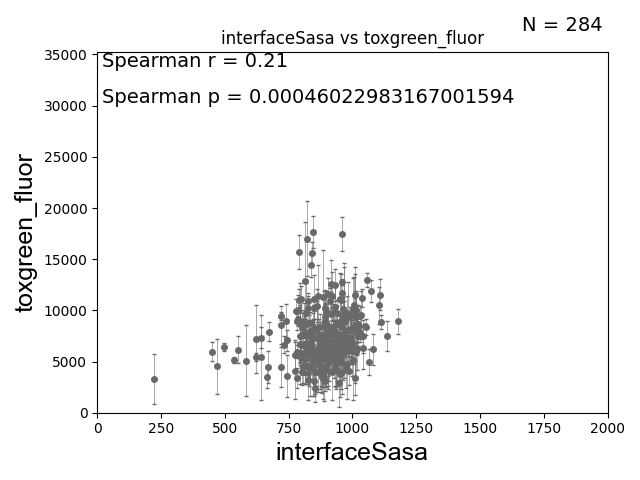 N = 284
interfaceSasa vs toxgreen_fluor
Spearman r = 0.21
Spearman p = 0.00046022983167001594
35000
30000
25000
20000
15000
10000
5000
0
toxgreen_fluor
0 250 500 750 1000 1250 1500 1750 2000
interfaceSasa